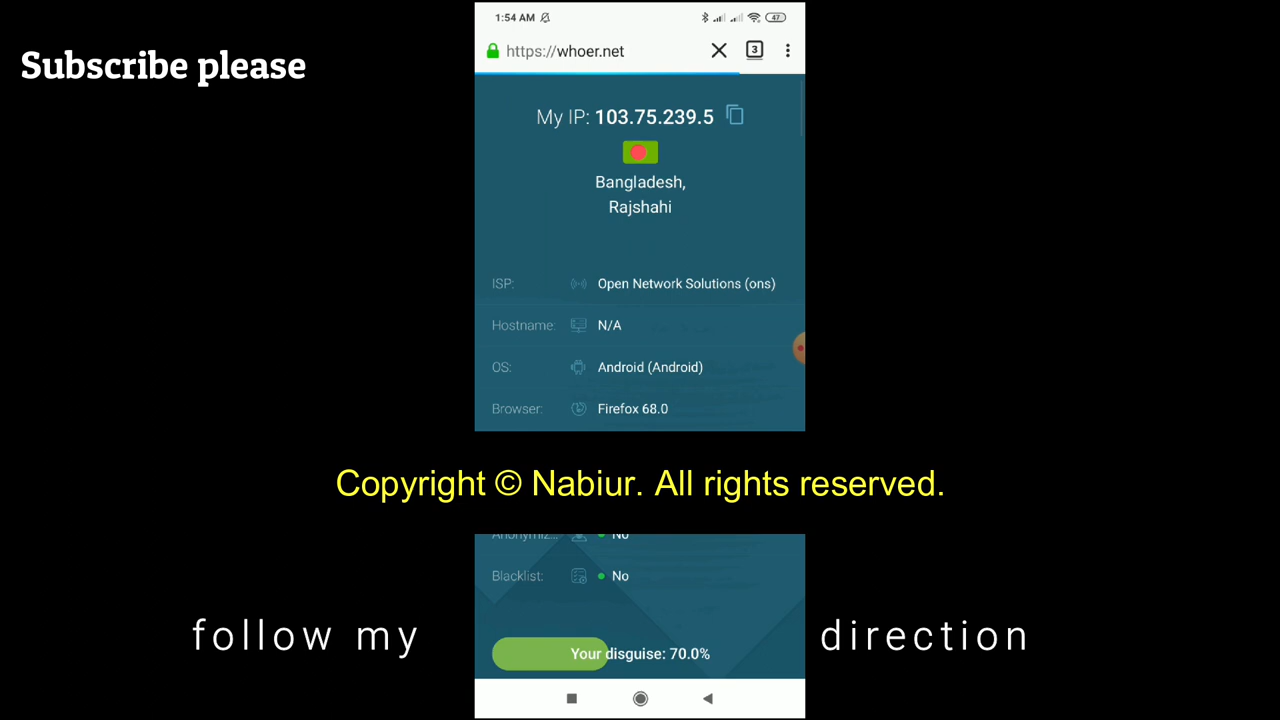 1:54 AM
47
Subscribe please
https://whoer.net
3
My IP: 103.75.239.5
Bangladesh,
Rajshahi
ISP: Open Network Solutions (ons)
Hostname: N/A
OS: Android (Android)
Browser: Firefox 68.0
Copyright © Nabiur. All rights reserved.
Anonymiz... No
Blacklist: No
follow my direction
Your disguise: 70.0%